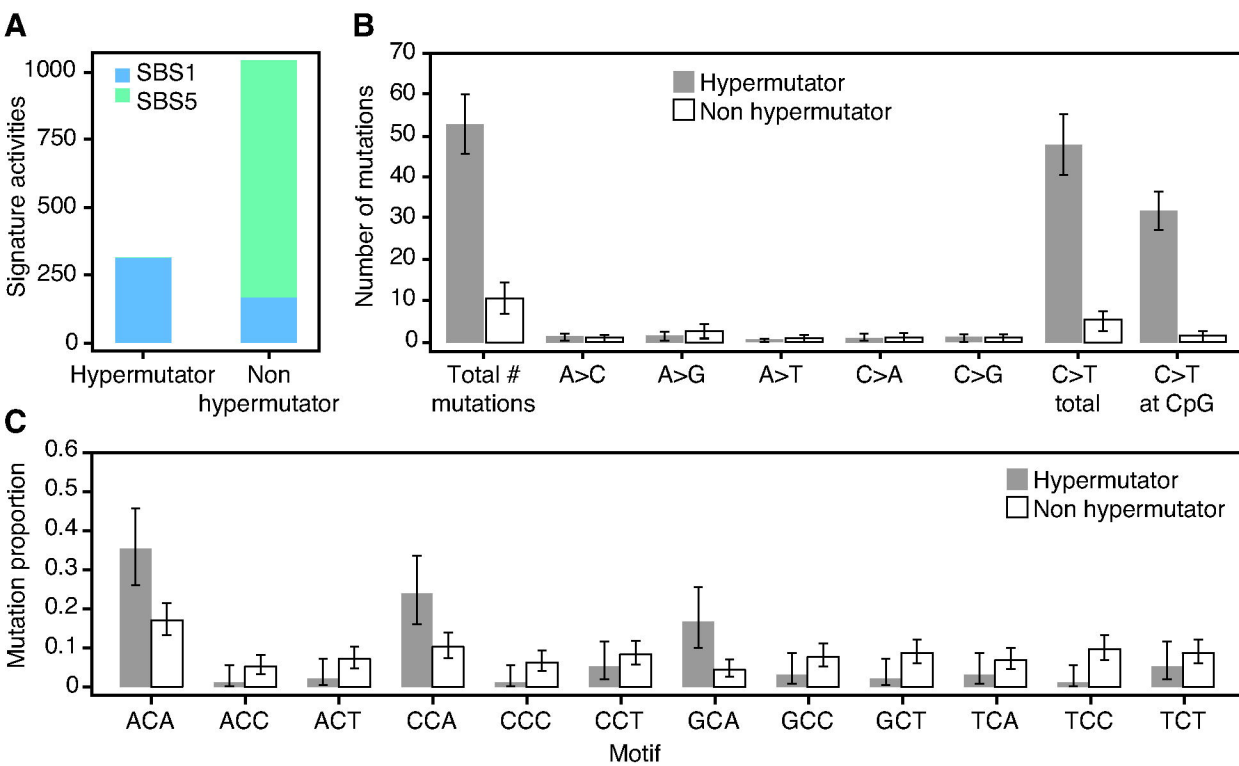 A
Signature activities
1000
750
500
250
0
SBS1
SBS5
Hypermutator
Non
hypermutator
B
Number of mutations
70
60
50
40
30
20
10
0
Hypermutator
Non hypermutator
Total #
mutations
A>C
A>G
A>T
C>A
C>G
C>T
total
C>T
at CpG
C
Mutation proportion
0.6
0.5
0.4
0.3
0.2
0.1
0
Hypermutator
Non hypermutator
ACA
ACC
ACT
CCA
CCC
CCT
GCA
GCC
GCT
TCA
TCC
TCT
Motif